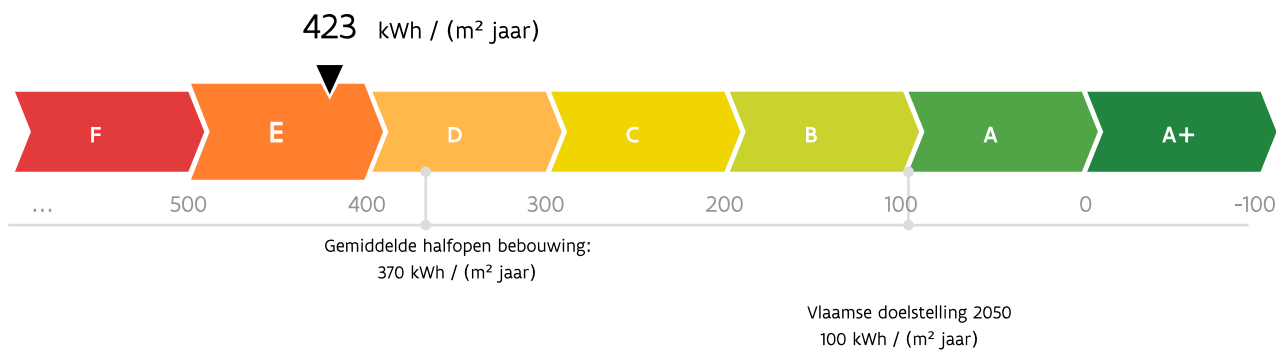 423 kWh / (m² jaar)
F E D C B A A+
... 500 400 300 200 100 0 -100
Gemiddelde halfopen bebouwing:
370 kWh / (m² jaar)
Vlaamse doelstelling 2050
100 kWh / (m² jaar)